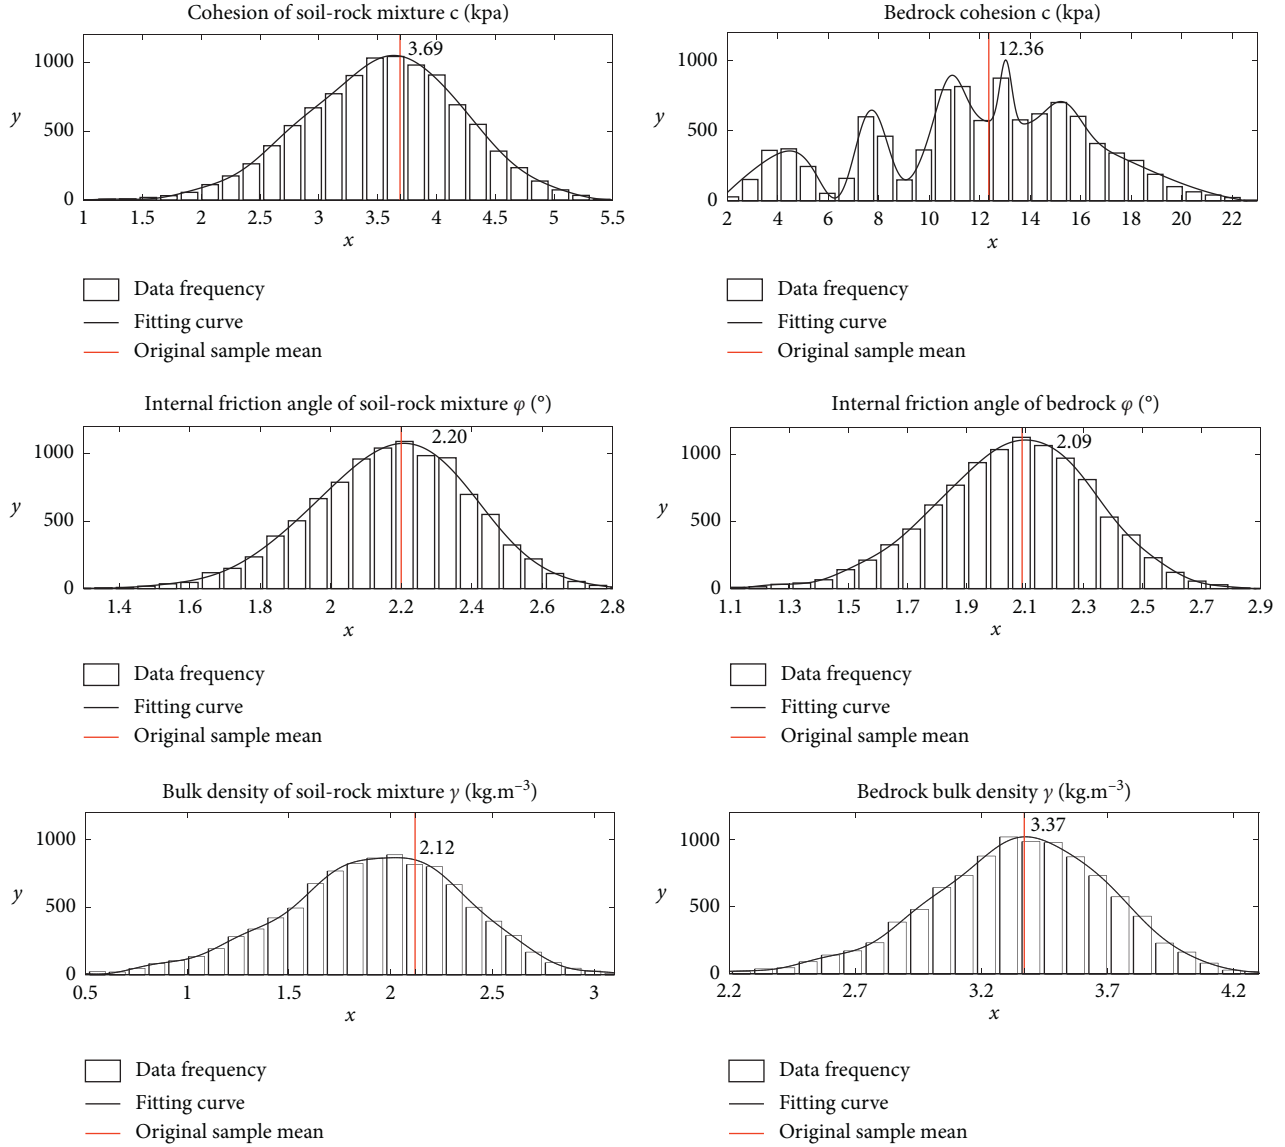 Cohesion of soil-rock mixture c (kpa)
3.69
1000
y
500
0
1 1.5 2 2.5 3 3.5 4 4.5 5 5.5
x
Data frequency
Fitting curve
Original sample mean
Bedrock cohesion c (kpa)
12.36
1000
y
500
0
2 4 6 8 10 12 14 16 18 20 22
x
Data frequency
Fitting curve
Original sample mean
Internal friction angle of soil-rock mixture φ (°)
2.20
1000
y
500
0
1.4 1.6 1.8 2 2.2 2.4 2.6 2.8
x
Data frequency
Fitting curve
Original sample mean
Internal friction angle of bedrock φ (°)
2.09
1000
y
500
0
1.1 1.3 1.5 1.7 1.9 2.1 2.3 2.5 2.7 2.9
x
Data frequency
Fitting curve
Original sample mean
Bulk density of soil-rock mixture γ (kg.m⁻³)
2.12
1000
y
500
0
0.5 1 1.5 2 2.5 3
x
Data frequency
Fitting curve
Original sample mean
Bedrock bulk density γ (kg.m⁻³)
3.37
1000
y
500
0
2.2 2.7 3.2 3.7 4.2
x
Data frequency
Fitting curve
Original sample mean